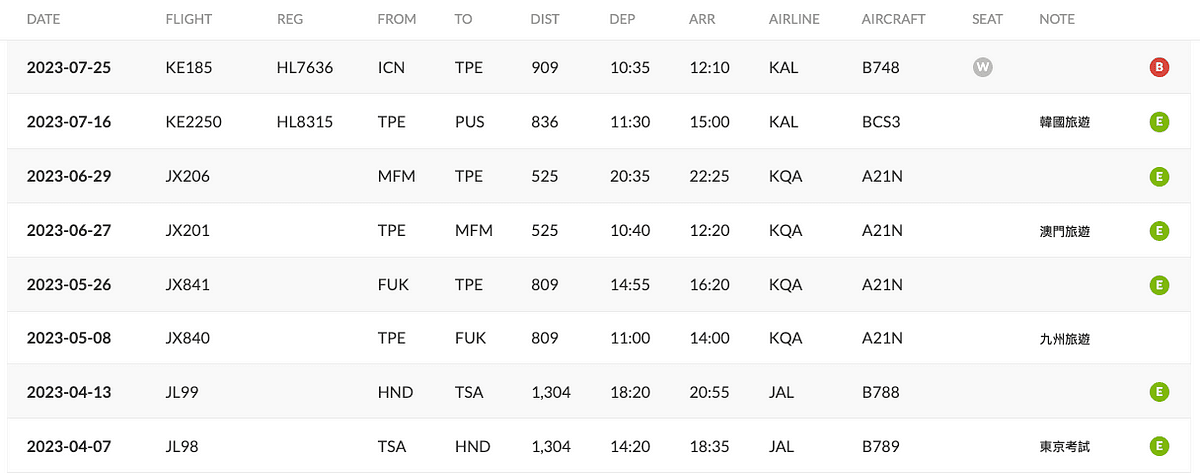 DATE FLIGHT REG FROM TO DIST DEP ARR AIRLINE AIRCRAFT SEAT NOTE
2023-07-25 KE185 HL7636 ICN TPE 909 10:35 12:10 KAL B748 W B
2023-07-16 KE2250 HL8315 TPE PUS 836 11:30 15:00 KAL BCS3 韓國旅遊 E
2023-06-29 JX206 MFM TPE 525 20:35 22:25 KQA A21N E
2023-06-27 JX201 TPE MFM 525 10:40 12:20 KQA A21N 澳門旅遊 E
2023-05-26 JX841 FUK TPE 809 14:55 16:20 KQA A21N E
2023-05-08 JX840 TPE FUK 809 11:00 14:00 KQA A21N 九州旅遊
2023-04-13 JL99 HND TSA 1,304 18:20 20:55 JAL B788 E
2023-04-07 JL98 TSA HND 1,304 14:20 18:35 JAL B789 東京考試 E